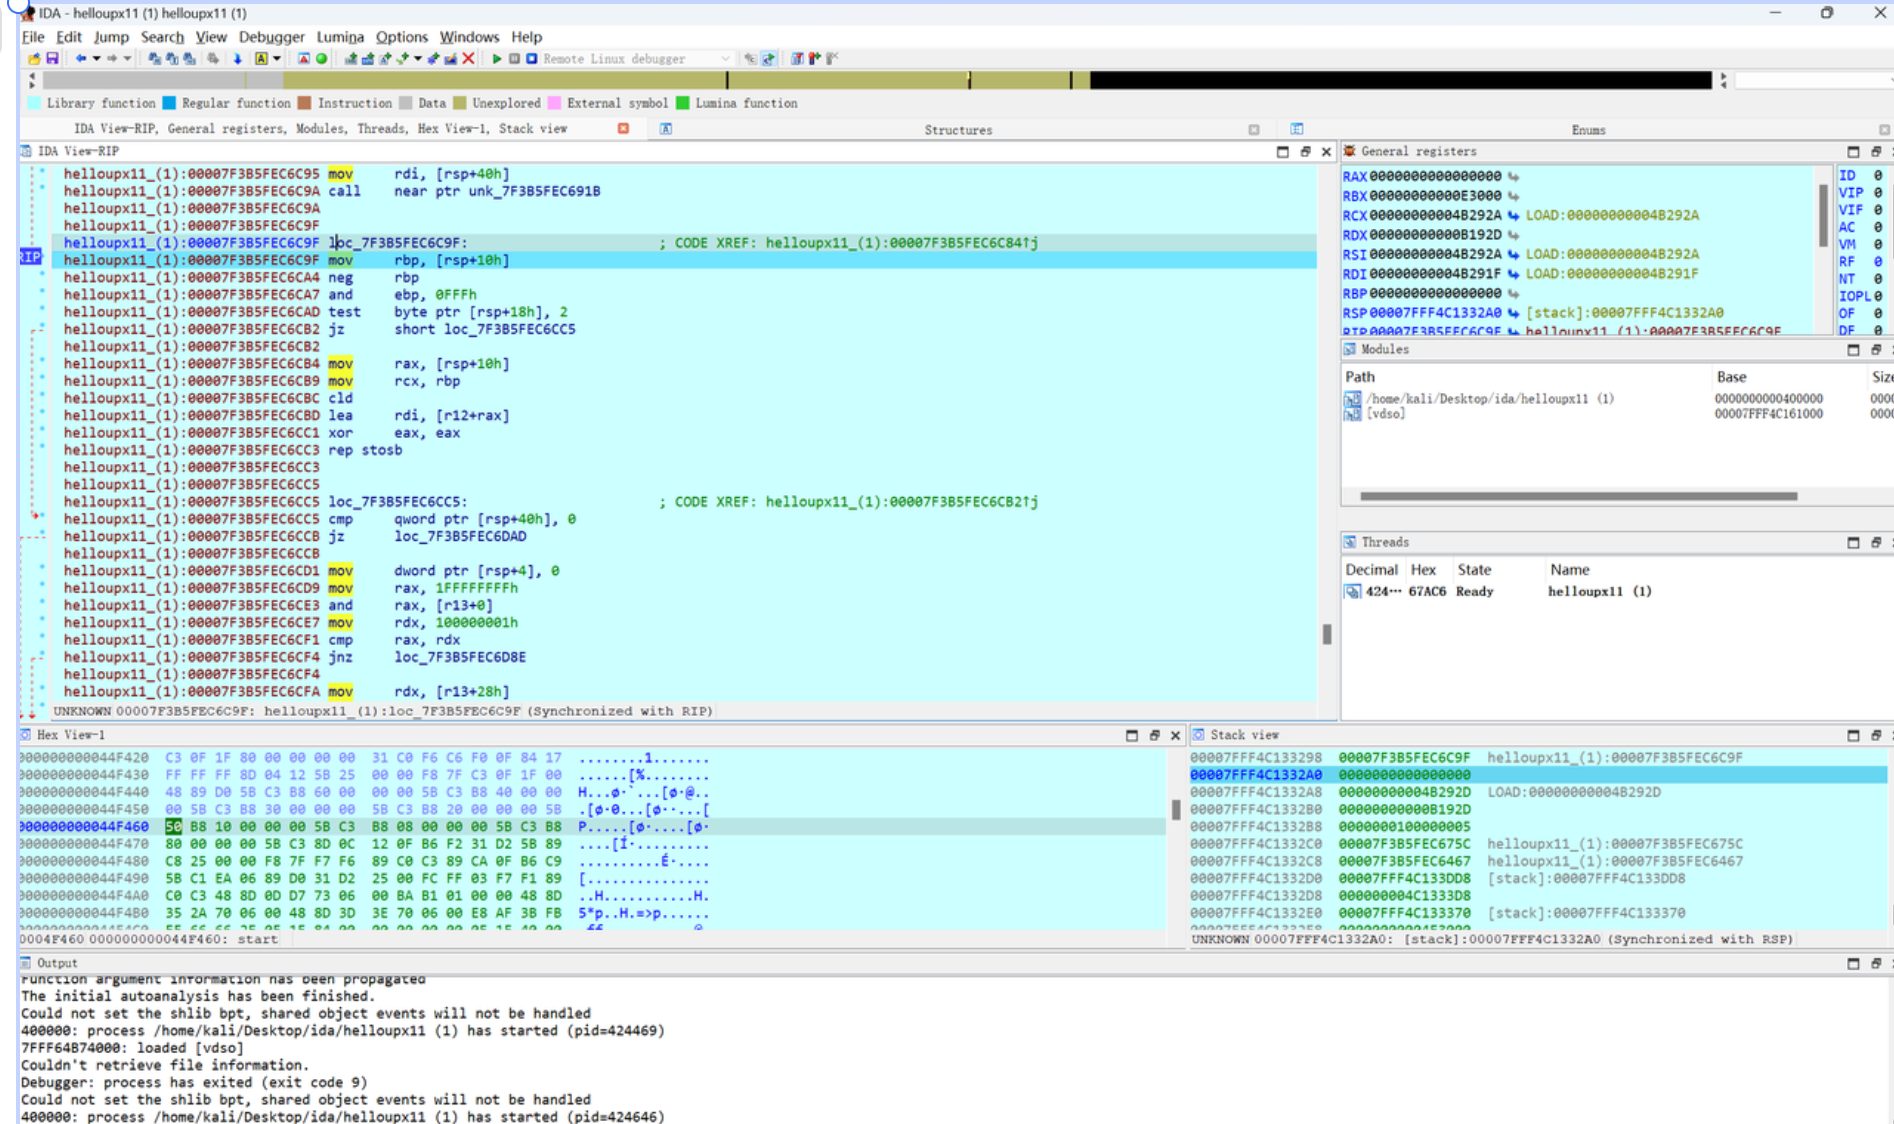 IDA - helloupx11 (1) helloupx11 (1)
File Edit Jump Search View Debugger Lumina Options Windows Help
Remote Linux debugger
Library function Regular function Instruction Data Unexplored External symbol Lumina function
IDA View-RIP, General registers, Modules, Threads, Hex View-1, Stack view
Structures
Enums
IDA View-RIP
helloupx11_(1):00007F3B5FEC6C95 mov rdi, [rsp+40h]
helloupx11_(1):00007F3B5FEC6C9A call near ptr unk_7F3B5FEC691B
helloupx11_(1):00007F3B5FEC6C9A
helloupx11_(1):00007F3B5FEC6C9F
helloupx11_(1):00007F3B5FEC6C9F loc_7F3B5FEC6C9F: ; CODE XREF: helloupx11_(1):00007F3B5FEC6C84↑j
RIP
helloupx11_(1):00007F3B5FEC6C9F mov rbp, [rsp+10h]
helloupx11_(1):00007F3B5FEC6CA4 neg rbp
helloupx11_(1):00007F3B5FEC6CA7 and ebp, 0FFFh
helloupx11_(1):00007F3B5FEC6CAD test byte ptr [rsp+18h], 2
helloupx11_(1):00007F3B5FEC6CB2 jz short loc_7F3B5FEC6CC5
helloupx11_(1):00007F3B5FEC6CB2
helloupx11_(1):00007F3B5FEC6CB4 mov rax, [rsp+10h]
helloupx11_(1):00007F3B5FEC6CB9 mov rcx, rbp
helloupx11_(1):00007F3B5FEC6CBC cld
helloupx11_(1):00007F3B5FEC6CBD lea rdi, [r12+rax]
helloupx11_(1):00007F3B5FEC6CC1 xor eax, eax
helloupx11_(1):00007F3B5FEC6CC3 rep stosb
helloupx11_(1):00007F3B5FEC6CC3
helloupx11_(1):00007F3B5FEC6CC5
helloupx11_(1):00007F3B5FEC6CC5 loc_7F3B5FEC6CC5: ; CODE XREF: helloupx11_(1):00007F3B5FEC6CB2↑j
helloupx11_(1):00007F3B5FEC6CC5 cmp qword ptr [rsp+40h], 0
helloupx11_(1):00007F3B5FEC6CCB jz loc_7F3B5FEC6DAD
helloupx11_(1):00007F3B5FEC6CCB
helloupx11_(1):00007F3B5FEC6CD1 mov dword ptr [rsp+4], 0
helloupx11_(1):00007F3B5FEC6CD9 mov rax, 1FFFFFFFFh
helloupx11_(1):00007F3B5FEC6CE3 and rax, [r13+0]
helloupx11_(1):00007F3B5FEC6CE7 mov rdx, 100000001h
helloupx11_(1):00007F3B5FEC6CF1 cmp rax, rdx
helloupx11_(1):00007F3B5FEC6CF4 jnz loc_7F3B5FEC6D8E
helloupx11_(1):00007F3B5FEC6CF4
helloupx11_(1):00007F3B5FEC6CFA mov rdx, [r13+28h]
UNKNOWN 00007F3B5FEC6C9F: helloupx11_(1):loc_7F3B5FEC6C9F (Synchronized with RIP)
General registers
RAX 0000000000000000
RBX 00000000000E3000
RCX 00000000004B292A LOAD:00000000004B292A
RDX 00000000000B192D
RSI 00000000004B292A LOAD:00000000004B292A
RDI 00000000004B291F LOAD:00000000004B291F
RBP 0000000000000000
RSP 00007FFF4C1332A0 [stack]:00007FFF4C1332A0
RIP 00007F3B5FEC6C9F helloupx11_(1):00007F3B5FEC6C9F
ID 0
VIP 0
VIF 0
AC 0
VM 0
RF 0
NT 0
IOPL 0
OF 0
DF 0
Modules
Path Base Size
/home/kali/Desktop/ida/helloupx11 (1) 0000000000400000 0000
[vdso] 00007FFF4C161000 0000
Threads
Decimal Hex State Name
424⋯ 67AC6 Ready helloupx11 (1)
Hex View-1
000000000044F420 C3 0F 1F 80 00 00 00 00 31 C0 F6 C6 F0 0F 84 17 ........1.......
000000000044F430 FF FF FF 8D 04 12 5B 25 00 00 F8 7F C3 0F 1F 00 ......[%........
000000000044F440 48 89 D0 5B C3 B8 60 00 00 00 5B C3 B8 40 00 00 H...ø·`...[ø·@..
000000000044F450 00 5B C3 B8 30 00 00 00 5B C3 B8 20 00 00 00 5B .[ø·0...[ø··...[
000000000044F460 50 B8 10 00 00 00 5B C3 B8 08 00 00 00 5B C3 B8 P.....[ø·....[ø·
000000000044F470 80 00 00 00 5B C3 8D 0C 12 0F B6 F2 31 D2 5B 89 ....[Í·.........
000000000044F480 C8 25 00 00 F8 7F F7 F6 89 C0 C3 89 CA 0F B6 C9 ..........É·....
000000000044F490 5B C1 EA 06 89 D0 31 D2 25 00 FC FF 03 F7 F1 89 [...............
000000000044F4A0 C0 C3 48 8D 0D D7 73 06 00 BA B1 01 00 00 48 8D ..H...........H.
000000000044F4B0 35 2A 70 06 00 48 8D 3D 3E 70 06 00 E8 AF 3B FB 5*p..H.=>p......
0004F460 000000000044F460: start
Stack view
00007FFF4C133298 00007F3B5FEC6C9F helloupx11_(1):00007F3B5FEC6C9F
00007FFF4C1332A0 0000000000000000
00007FFF4C1332A8 00000000004B292D LOAD:00000000004B292D
00007FFF4C1332B0 00000000000B192D
00007FFF4C1332B8 0000000100000005
00007FFF4C1332C0 00007F3B5FEC675C helloupx11_(1):00007F3B5FEC675C
00007FFF4C1332C8 00007F3B5FEC6467 helloupx11_(1):00007F3B5FEC6467
00007FFF4C1332D0 00007FFF4C133DD8 [stack]:00007FFF4C133DD8
00007FFF4C1332D8 000000004C1333D8
00007FFF4C1332E0 00007FFF4C133370 [stack]:00007FFF4C133370
UNKNOWN 00007FFF4C1332A0: [stack]:00007FFF4C1332A0 (Synchronized with RSP)
Output
Function argument information has been propagated
The initial autoanalysis has been finished.
Could not set the shlib bpt, shared object events will not be handled
400000: process /home/kali/Desktop/ida/helloupx11 (1) has started (pid=424469)
7FFF64B74000: loaded [vdso]
Couldn't retrieve file information.
Debugger: process has exited (exit code 9)
Could not set the shlib bpt, shared object events will not be handled
400000: process /home/kali/Desktop/ida/helloupx11 (1) has started (pid=424646)